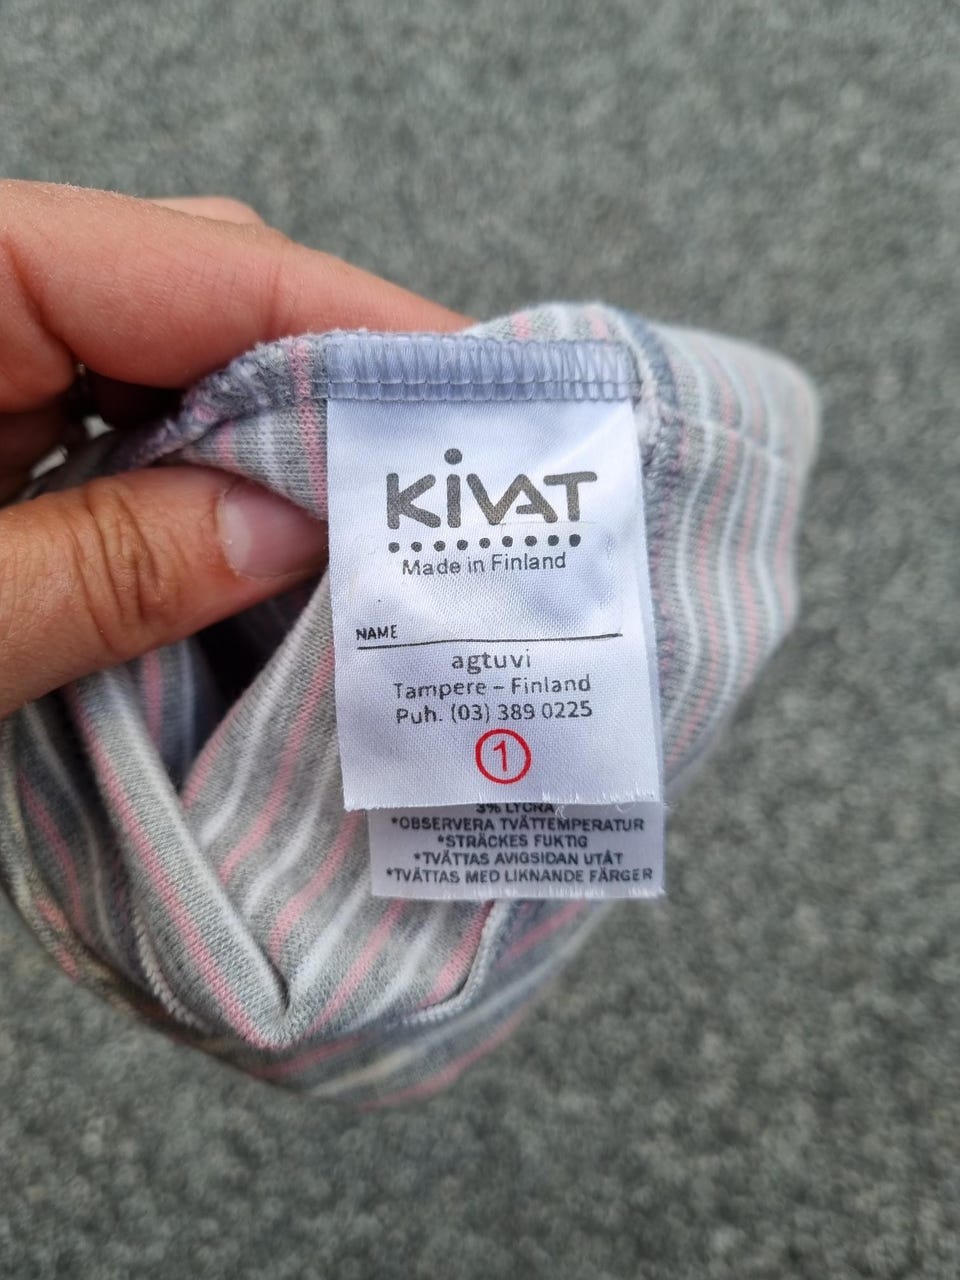 KiVAT
Made in Finland
NAME
agtuvi
Tampere – Finland
Puh. (03) 389 0225
1
3% LYCRA
*OBSERVERA TVÄTTEMPERATUR
*STRÄCKES FUKTIG
*TVÄTTAS AVIGSIDAN UTÅT
*TVÄTTAS MED LIKNANDE FÄRGER